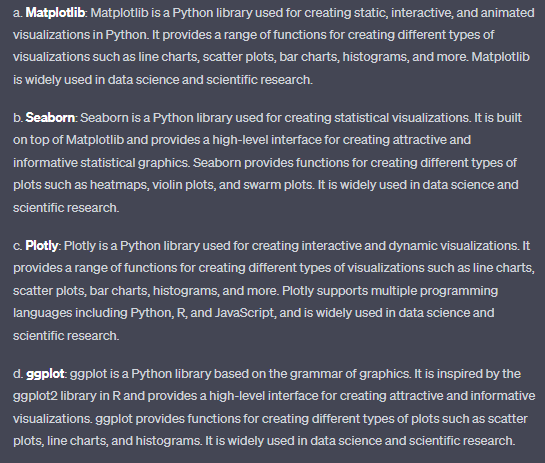 a. Matplotlib: Matplotlib is a Python library used for creating static, interactive, and animated
visualizations in Python. It provides a range of functions for creating different types of
visualizations such as line charts, scatter plots, bar charts, histograms, and more. Matplotlib
is widely used in data science and scientific research.
b. Seaborn: Seaborn is a Python library used for creating statistical visualizations. It is built
on top of Matplotlib and provides a high-level interface for creating attractive and
informative statistical graphics. Seaborn provides functions for creating different types of
plots such as heatmaps, violin plots, and swarm plots. It is widely used in data science and
scientific research.
c. Plotly: Plotly is a Python library used for creating interactive and dynamic visualizations. It
provides a range of functions for creating different types of visualizations such as line charts,
scatter plots, bar charts, histograms, and more. Plotly supports multiple programming
languages including Python, R, and JavaScript, and is widely used in data science and
scientific research.
d. ggplot: ggplot is a Python library based on the grammar of graphics. It is inspired by the
ggplot2 library in R and provides a high-level interface for creating attractive and informative
visualizations. ggplot provides functions for creating different types of plots such as scatter
plots, line charts, and histograms. It is widely used in data science and scientific research.